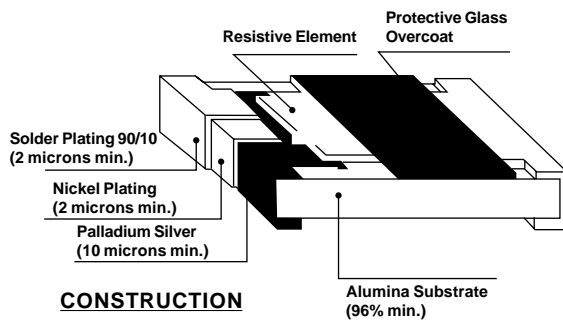 Protective Glass
Overcoat
Resistive Element
Solder Plating 90/10
(2 microns min.)
Nickel Plating
(2 microns min.)
Palladium Silver
(10 microns min.)
CONSTRUCTION
Alumina Substrate
(96% min.)